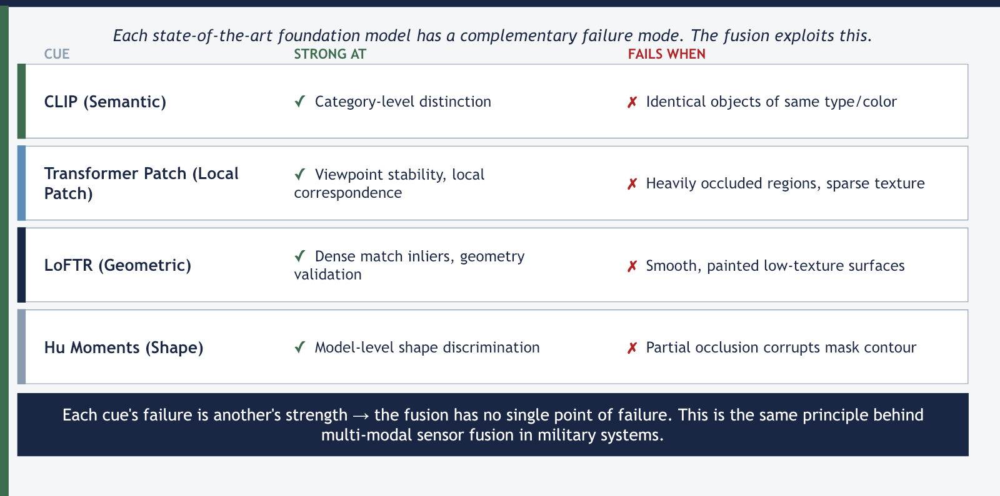 Each state-of-the-art foundation model has a complementary failure mode. The fusion exploits this.
CUE STRONG AT FAILS WHEN
CLIP (Semantic) ✓ Category-level distinction ✗ Identical objects of same type/color
Transformer Patch (Local
Patch)
✓ Viewpoint stability, local
correspondence
✗ Heavily occluded regions, sparse texture
LoFTR (Geometric)
✓ Dense match inliers, geometry
validation
✗ Smooth, painted low-texture surfaces
Hu Moments (Shape) ✓ Model-level shape discrimination ✗ Partial occlusion corrupts mask contour
Each cue's failure is another's strength → the fusion has no single point of failure. This is the same principle behind
multi-modal sensor fusion in military systems.